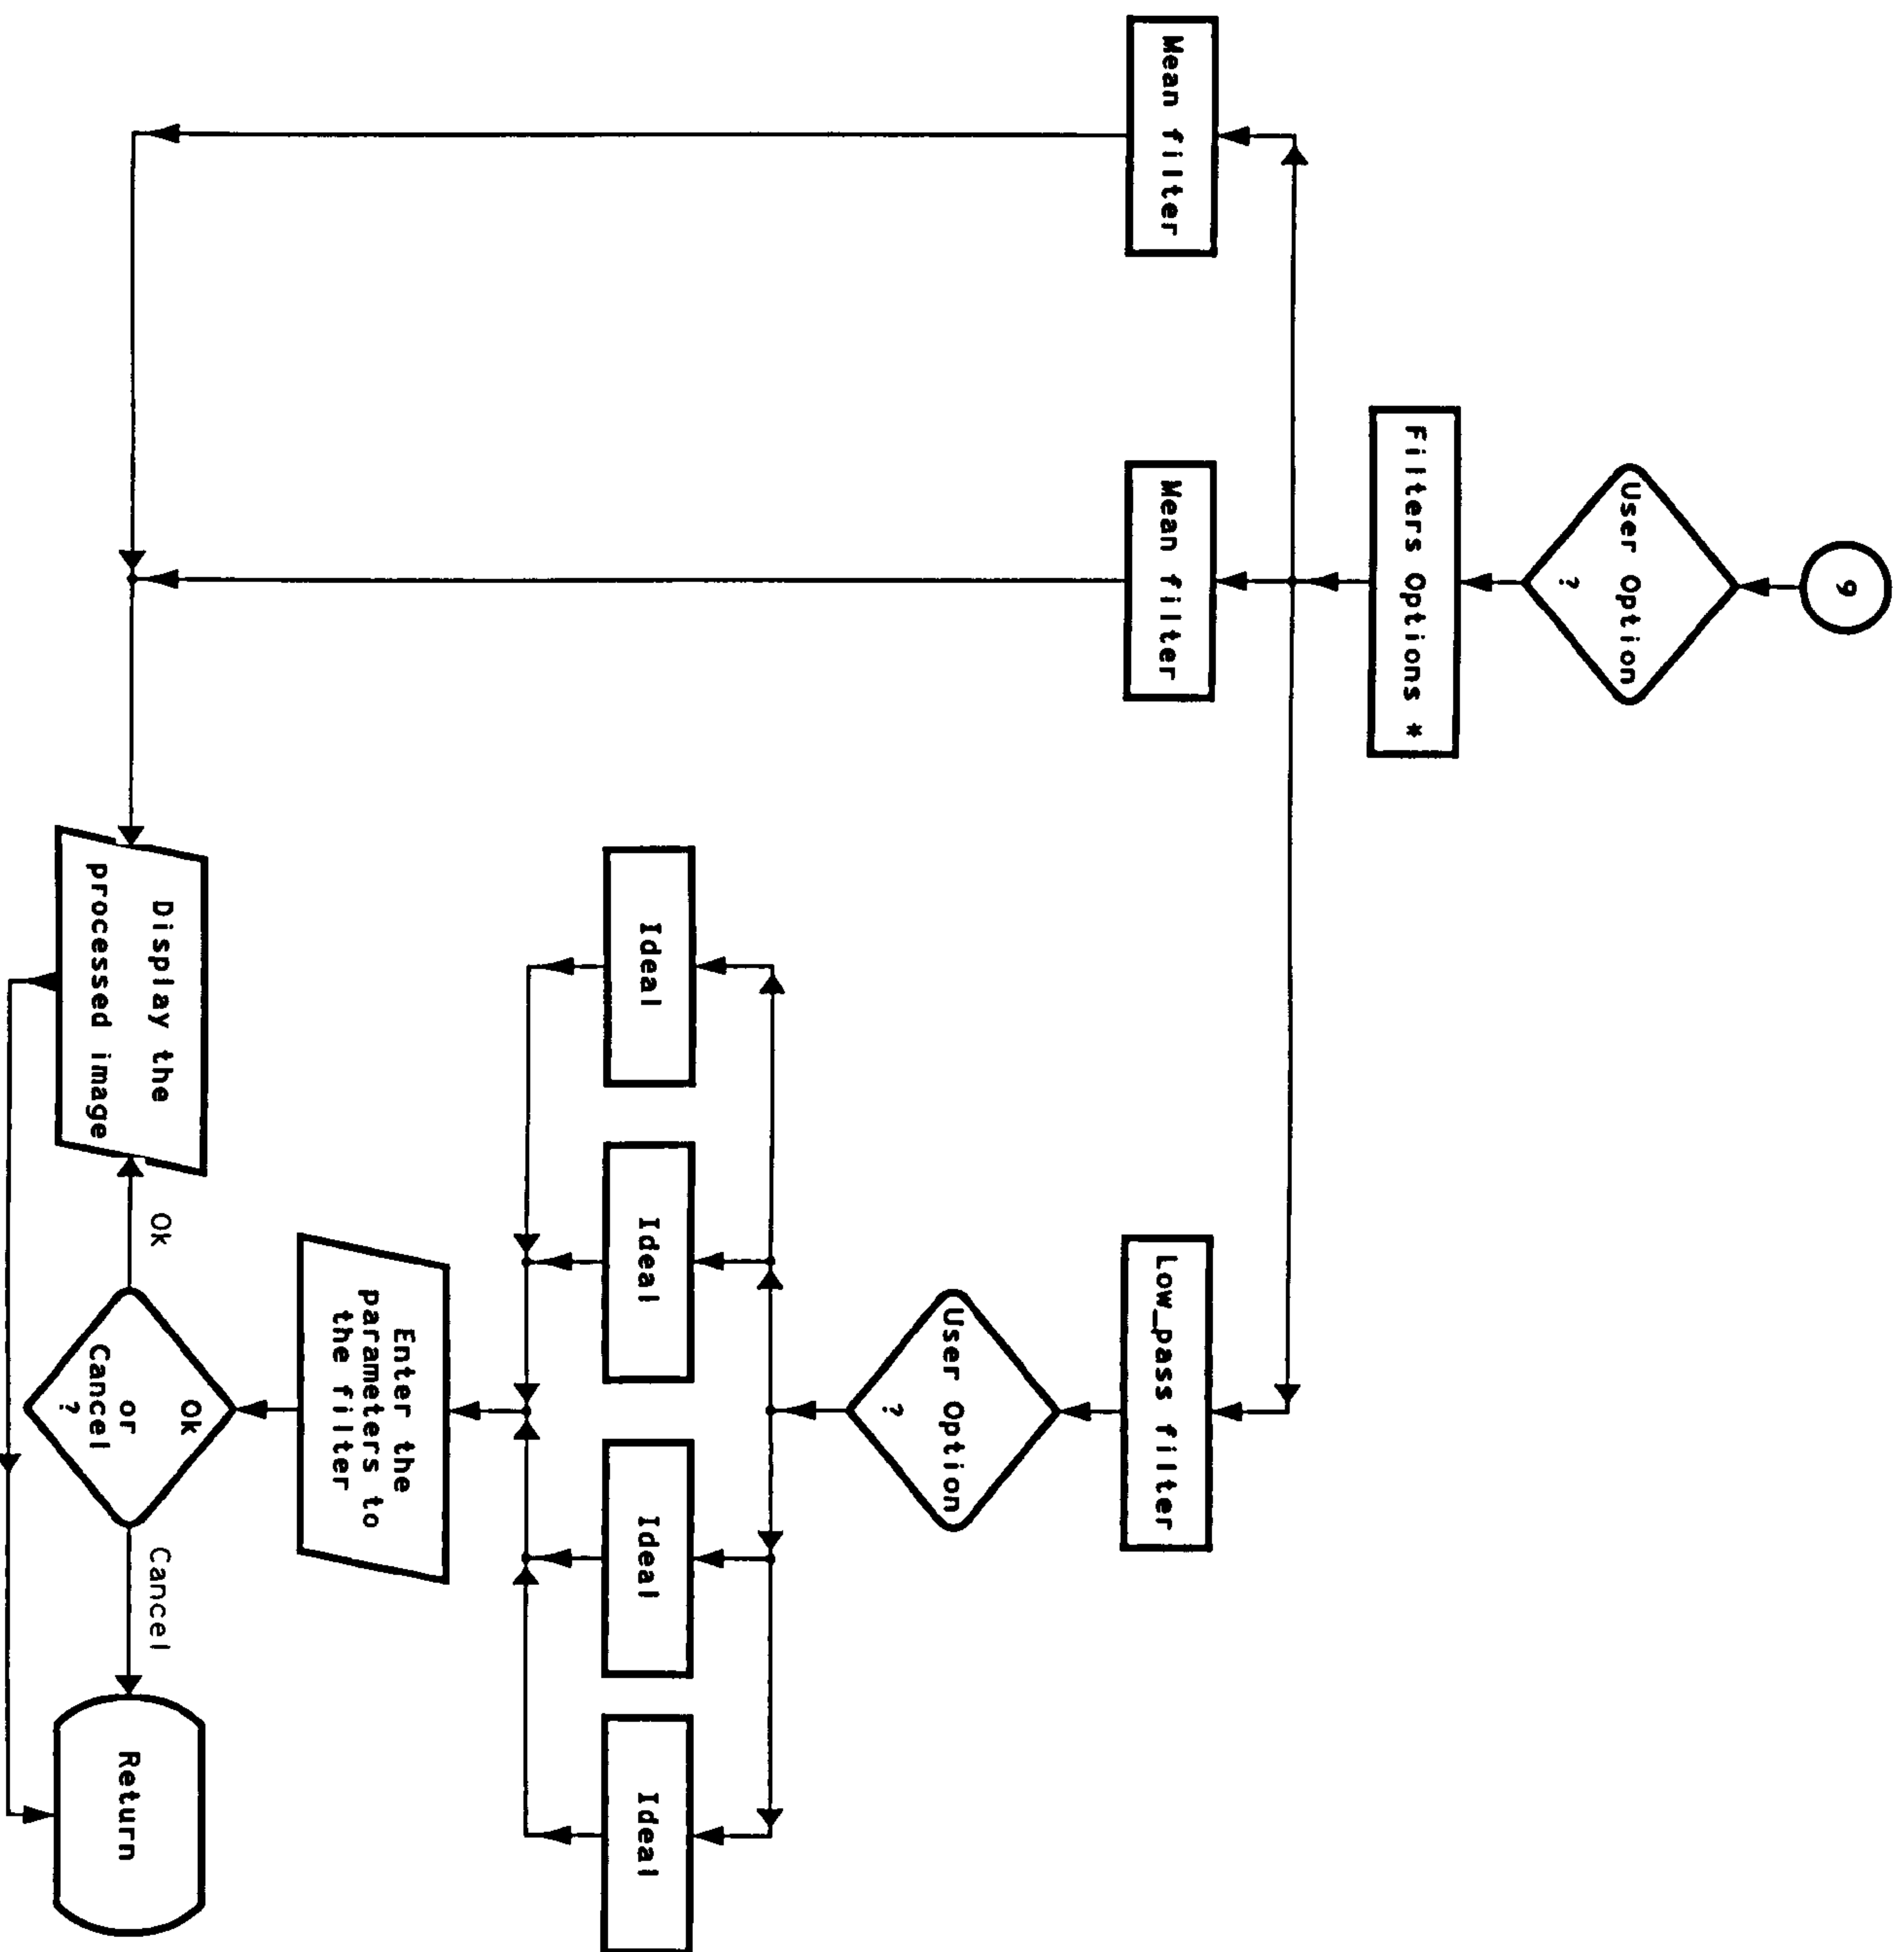 9
User Option
?
Filters Options *
Mean filter
Mean filter
Low_pass filter
User Option
?
Ideal
Ideal
Ideal
Ideal
Enter the
parameters to
the filter
Display the
processed image
Ok
Ok
or
Cancel
?
Cancel
Return